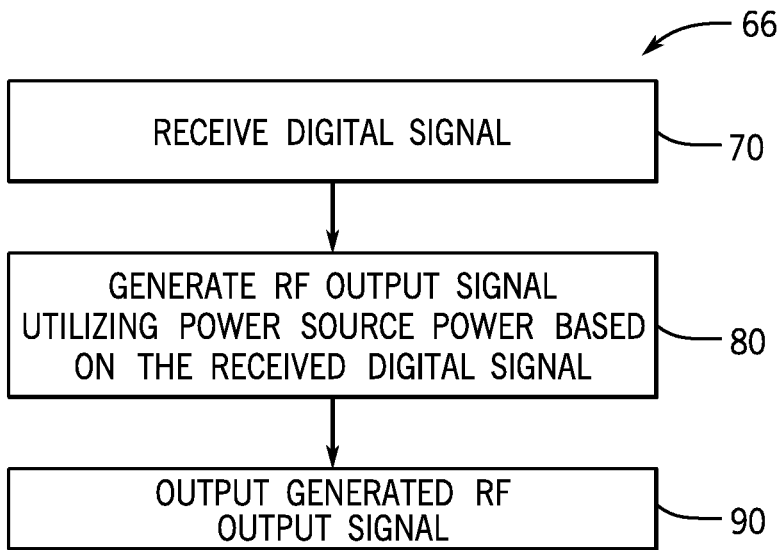 66
RECEIVE DIGITAL SIGNAL
70
GENERATE RF OUTPUT SIGNAL
UTILIZING POWER SOURCE POWER BASED
ON THE RECEIVED DIGITAL SIGNAL
80
OUTPUT GENERATED RF
OUTPUT SIGNAL
90